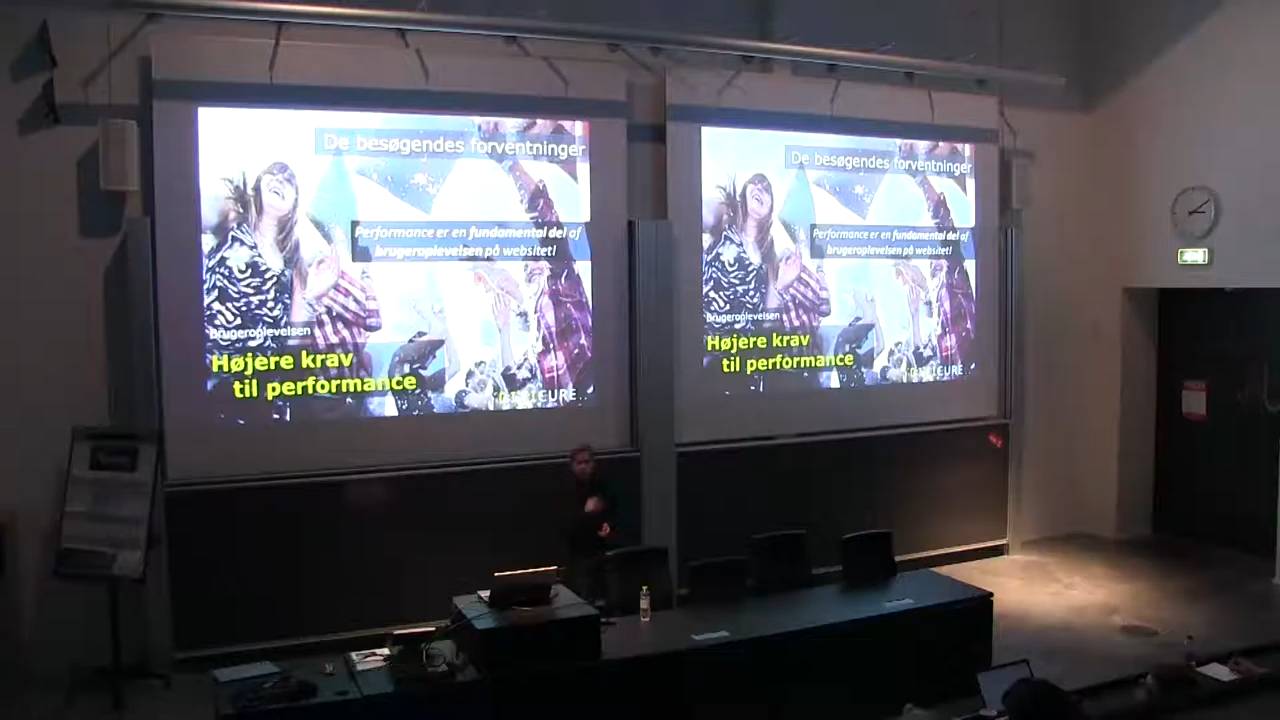 De besøgendes forventninger
Performance er en fundamental del af
brugeroplevelsen på websitet!
Brugeroplevelsen
Højere krav
til performance
De besøgendes forventninger
Performance er en fundamental del af
brugeroplevelsen på websitet!
Brugeroplevelsen
Højere krav
til performance